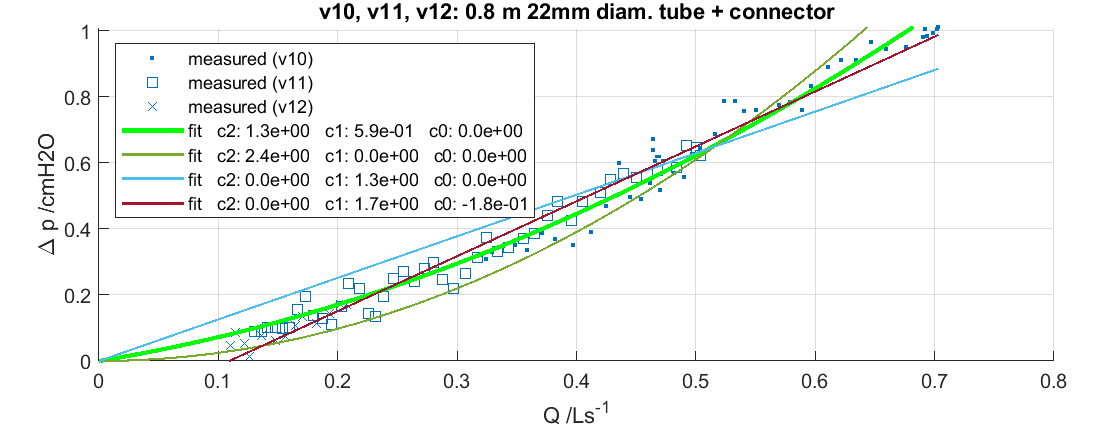 v10, v11, v12: 0.8 m 22mm diam. tube + connector
measured (v10)
measured (v11)
measured (v12)
fit c2: 1.3e+00 c1: 5.9e-01 c0: 0.0e+00
fit c2: 2.4e+00 c1: 0.0e+00 c0: 0.0e+00
fit c2: 0.0e+00 c1: 1.3e+00 c0: 0.0e+00
fit c2: 0.0e+00 c1: 1.7e+00 c0: -1.8e-01
Δ p /cmH2O
1
0.8
0.6
0.4
0.2
0
0 0.1 0.2 0.3 0.4 0.5 0.6 0.7 0.8
Q /Ls⁻¹